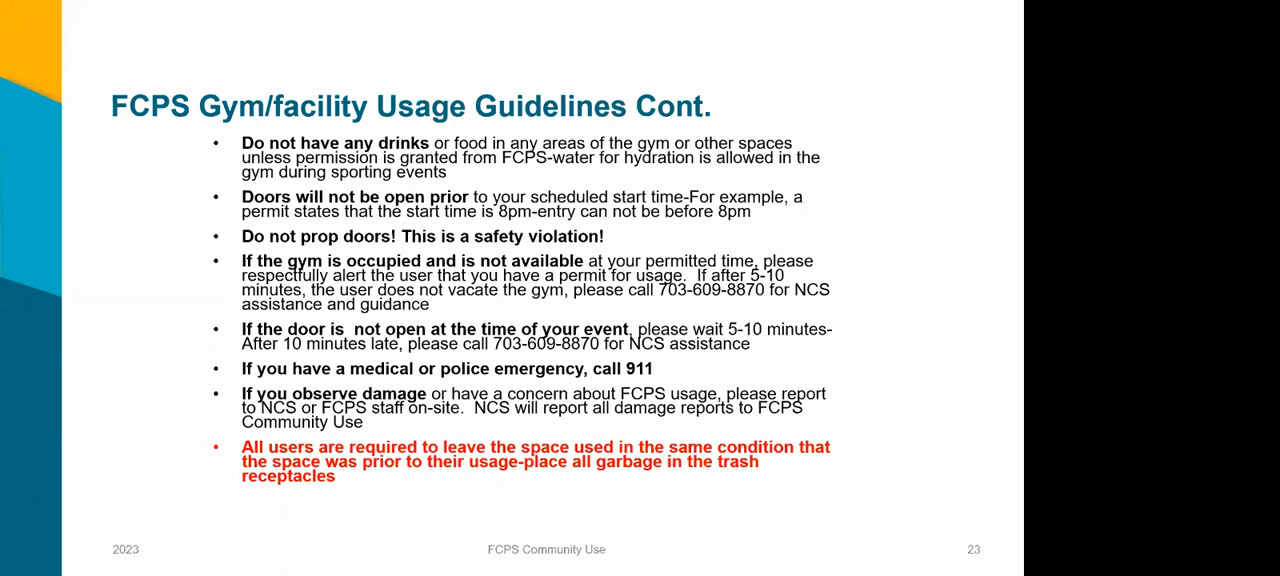 FCPS Gym/facility Usage Guidelines Cont.
• Do not have any drinks or food in any areas of the gym or other spaces
unless permission is granted from FCPS-water for hydration is allowed in the
gym during sporting events
• Doors will not be open prior to your scheduled start time-For example, a
permit states that the start time is 8pm-entry can not be before 8pm
• Do not prop doors! This is a safety violation!
• If the gym is occupied and is not available at your permitted time, please
respectfully alert the user that you have a permit for usage.  If after 5-10
minutes, the user does not vacate the gym, please call 703-609-8870 for NCS
assistance and guidance
• If the door is  not open at the time of your event, please wait 5-10 minutes-
After 10 minutes late, please call 703-609-8870 for NCS assistance
• If you have a medical or police emergency, call 911
• If you observe damage or have a concern about FCPS usage, please report
to NCS or FCPS staff on-site.  NCS will report all damage reports to FCPS
Community Use
• All users are required to leave the space used in the same condition that
the space was prior to their usage-place all garbage in the trash
receptacles
2023
FCPS Community Use
23